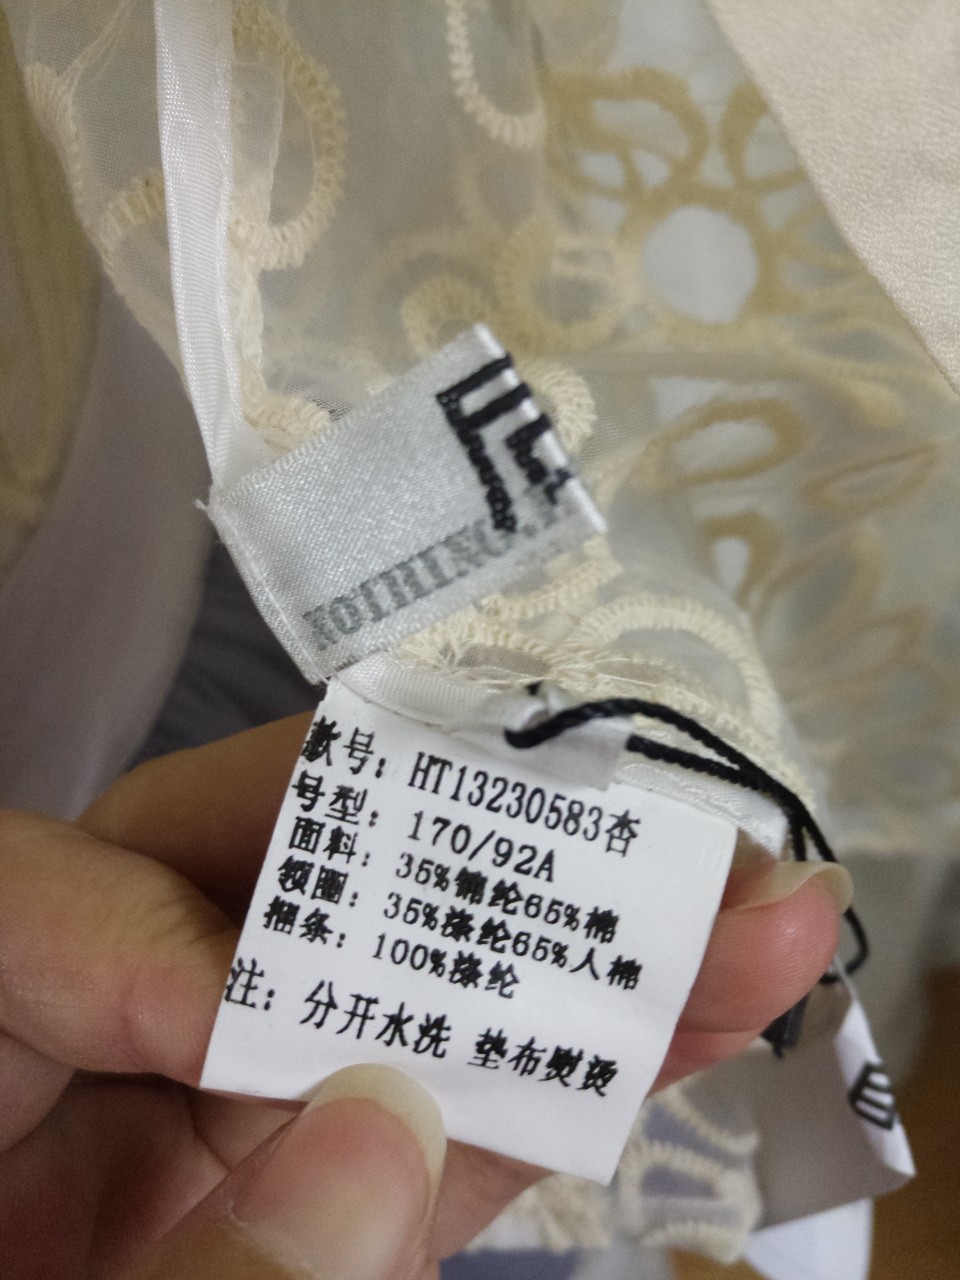 款号: HT13230583杏
号型: 170/92A
面料: 35%锦纶65%棉
领圈: 35%涤纶65%人棉
捆条: 100%涤纶
注: 分开水洗 垫布熨烫